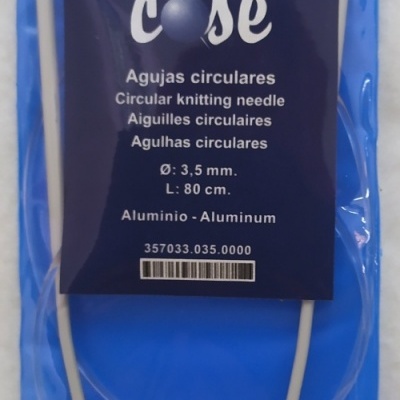 cose
Agujas circulares
Circular knitting needle
Aiguilles circulaires
Agulhas circulares
Ø: 3,5 mm.
L: 80 cm.
Aluminio - Aluminum
357033.035.0000